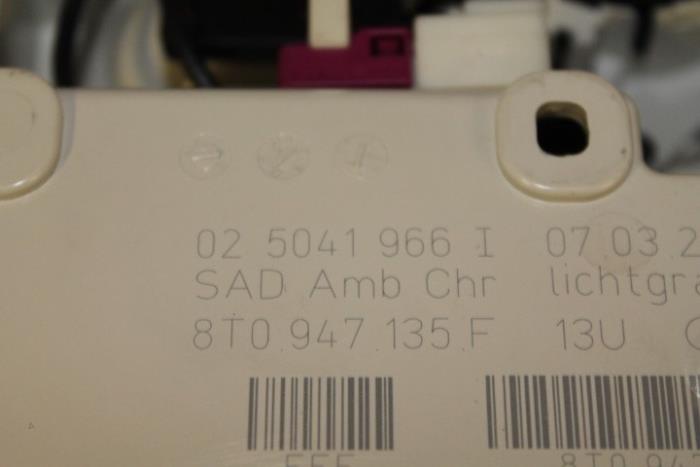 02 5041 966 I 07 03 2
SAD Amb Chr lichtgra
8T0 947 135 F 13U